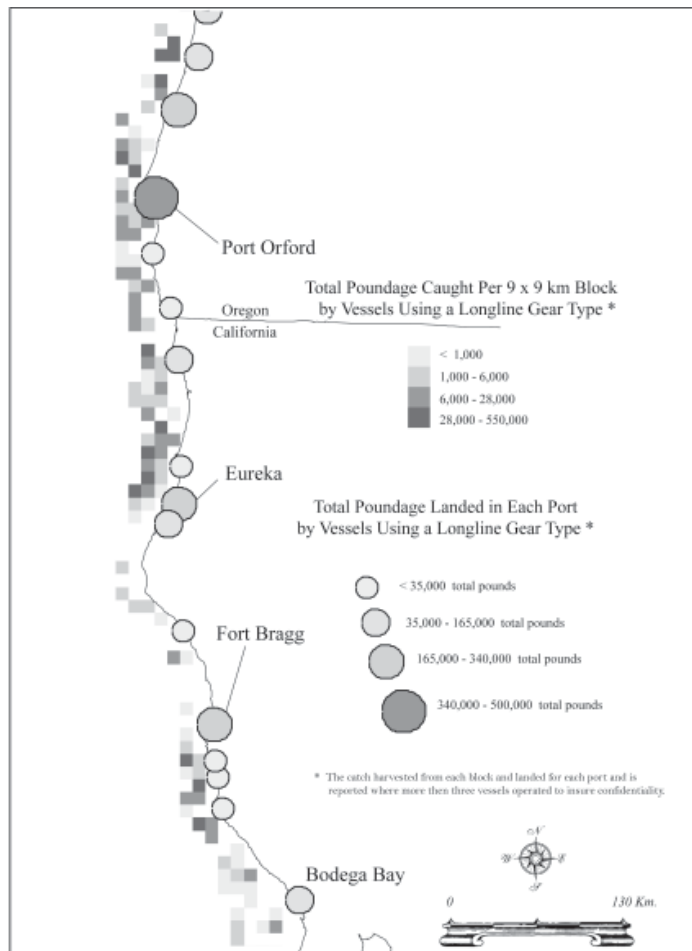 Port Orford
Total Poundage Caught Per 9 x 9 km Block
by Vessels Using a Longline Gear Type *
Oregon
California
< 1,000
1,000 - 6,000
6,000 - 28,000
28,000 - 550,000
Eureka
Total Poundage Landed in Each Port
by Vessels Using a Longline Gear Type *
< 35,000 total pounds
35,000 - 165,000 total pounds
165,000 - 340,000 total pounds
340,000 - 500,000 total pounds
Fort Bragg
* The catch harvested from each block and landed for each port and is
reported where more then three vessels operated to insure confidentiality.
Bodega Bay
N
W E
S
0 130 Km.